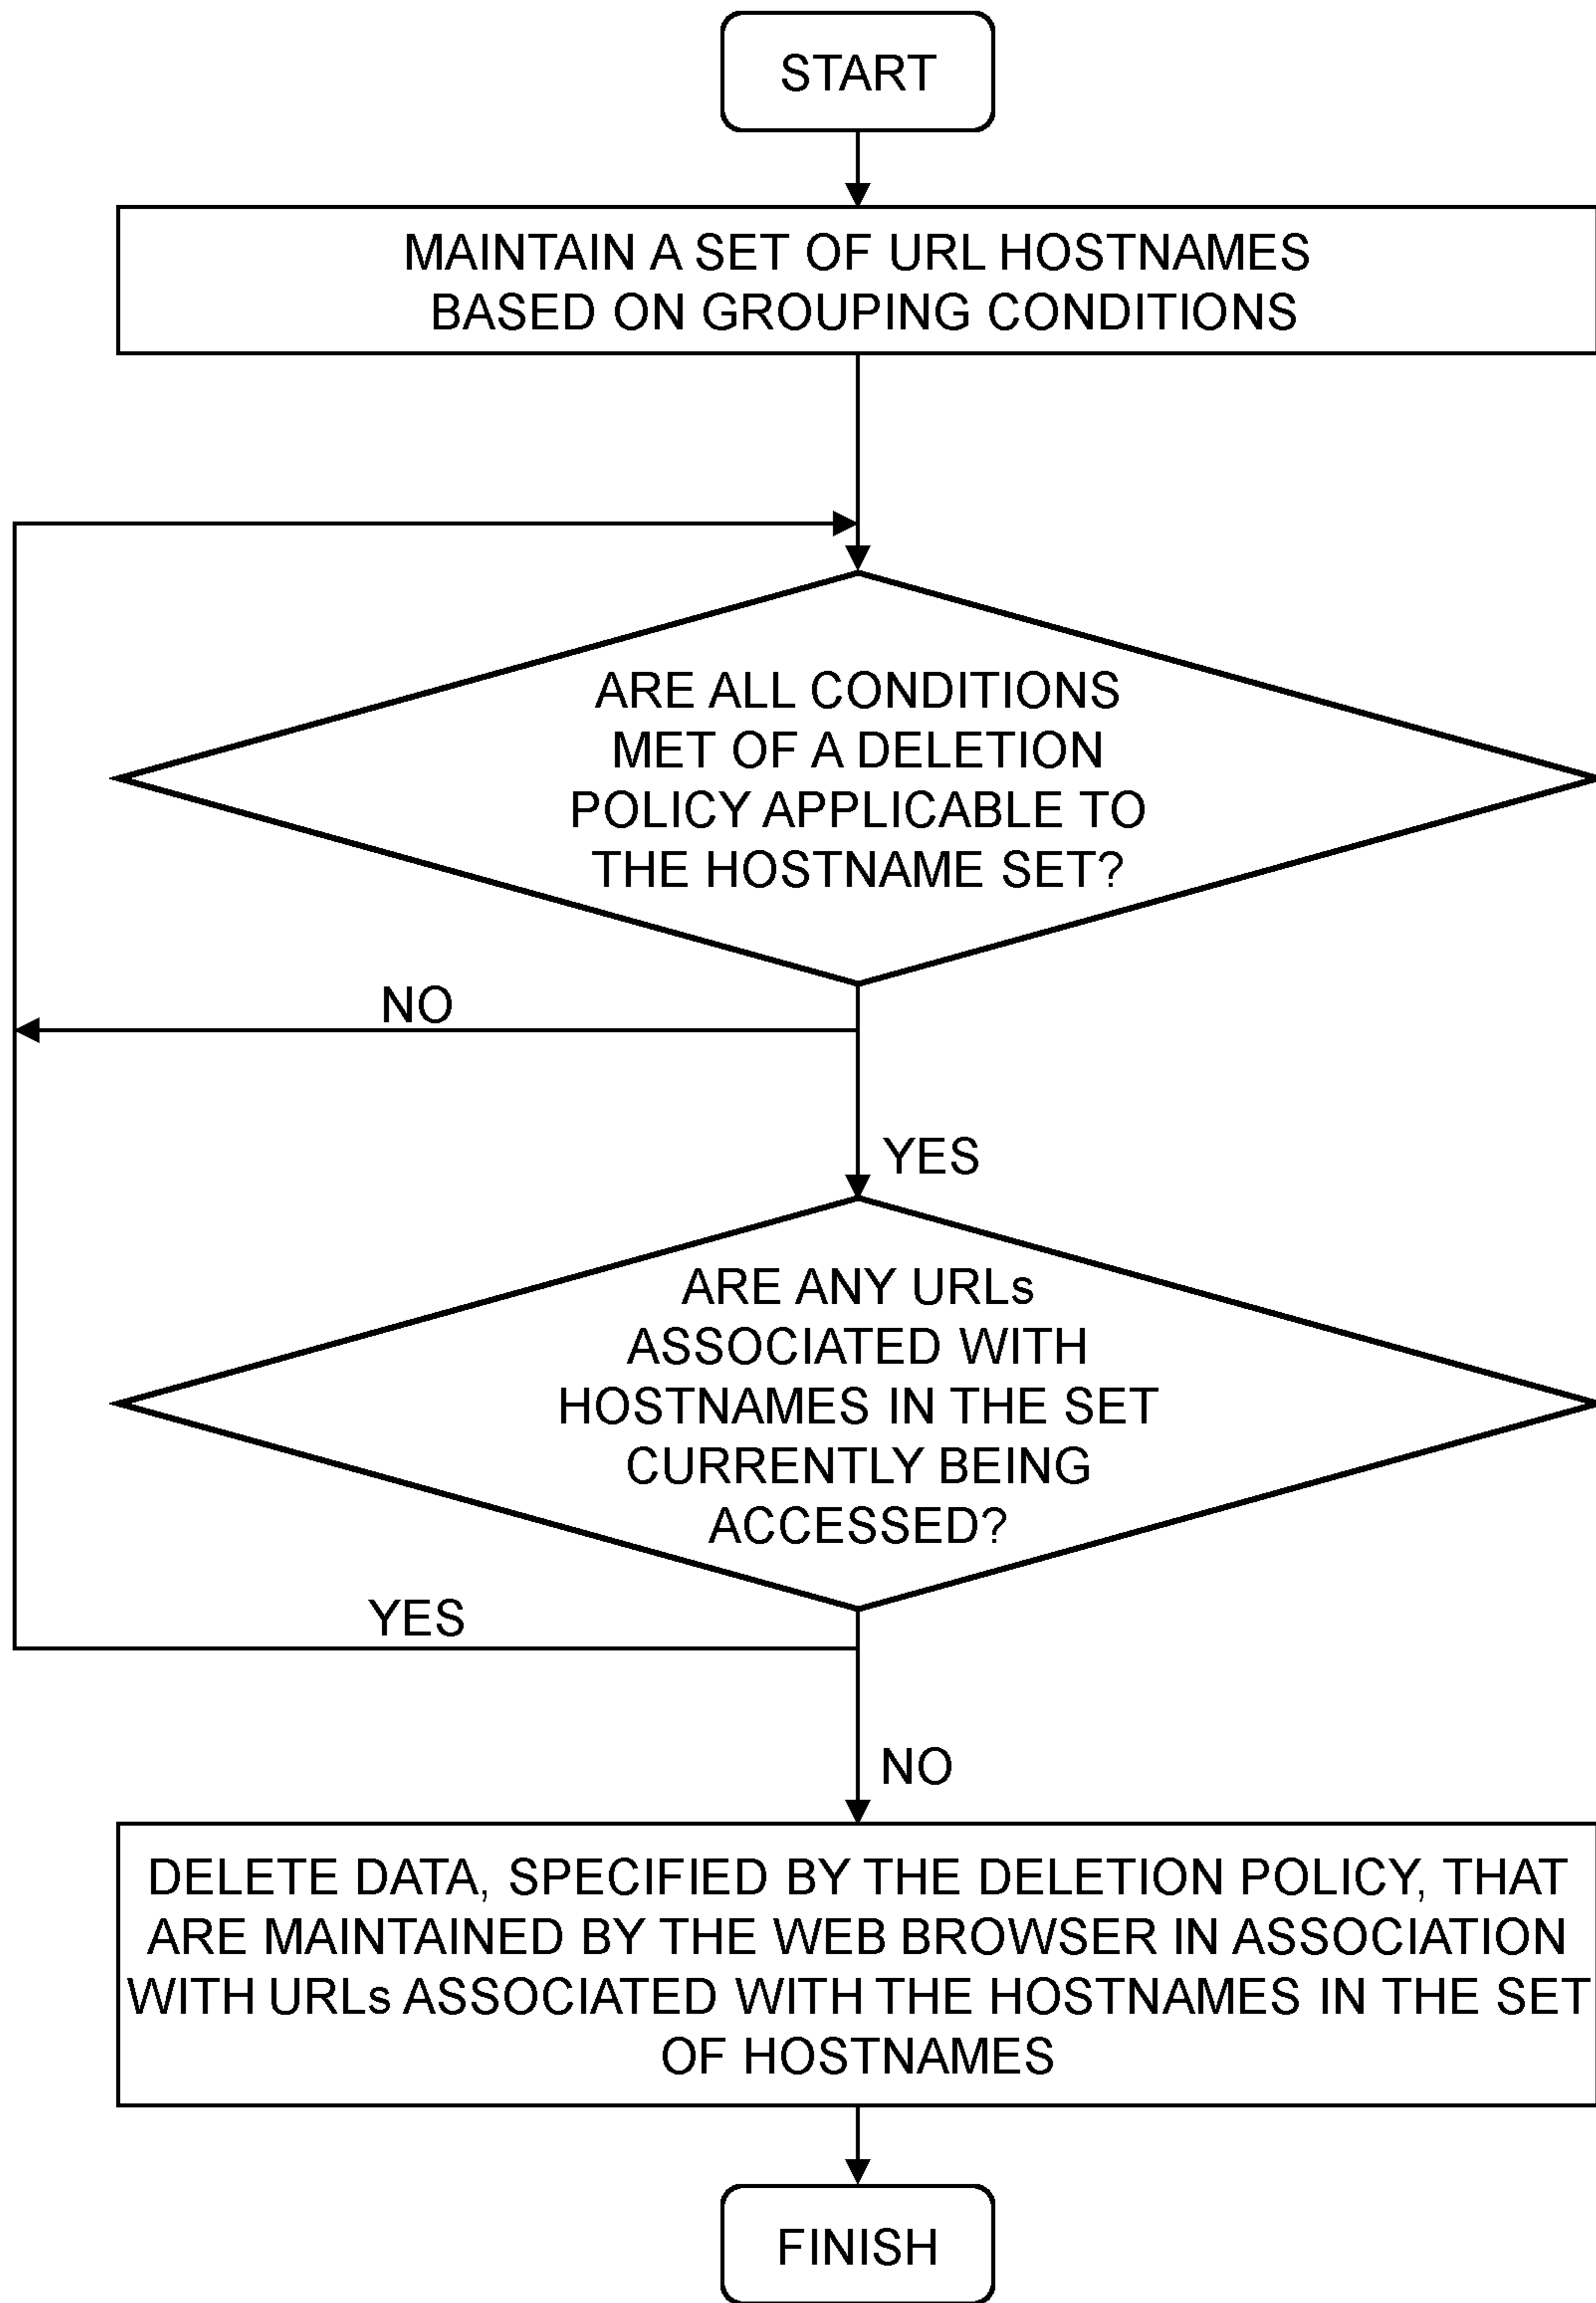 START
MAINTAIN A SET OF URL HOSTNAMES
BASED ON GROUPING CONDITIONS
ARE ALL CONDITIONS
MET OF A DELETION
POLICY APPLICABLE TO
THE HOSTNAME SET?
NO
YES
ARE ANY URLs
ASSOCIATED WITH
HOSTNAMES IN THE SET
CURRENTLY BEING
ACCESSED?
YES
NO
DELETE DATA, SPECIFIED BY THE DELETION POLICY, THAT
ARE MAINTAINED BY THE WEB BROWSER IN ASSOCIATION
WITH URLs ASSOCIATED WITH THE HOSTNAMES IN THE SET
OF HOSTNAMES
FINISH